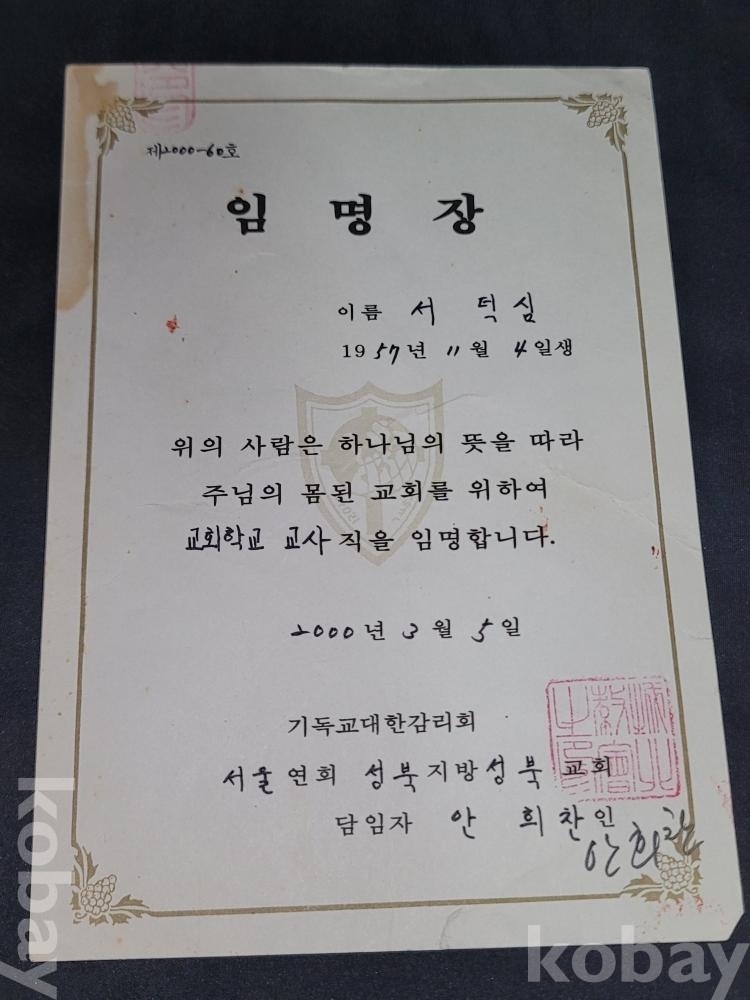 제2000-60호
임 명 장
이름 서 덕 심
1957년 11월 4일생
위의 사람은 하나님의 뜻을 따라
주님의 몸된 교회를 위하여
교회학교 교사 직을 임명합니다.
2000년 3월 5일
기독교대한감리회
서울 연회 성북 지방 성북 교회
담임자 안 희 찬 인
안희찬
kobay
kobay